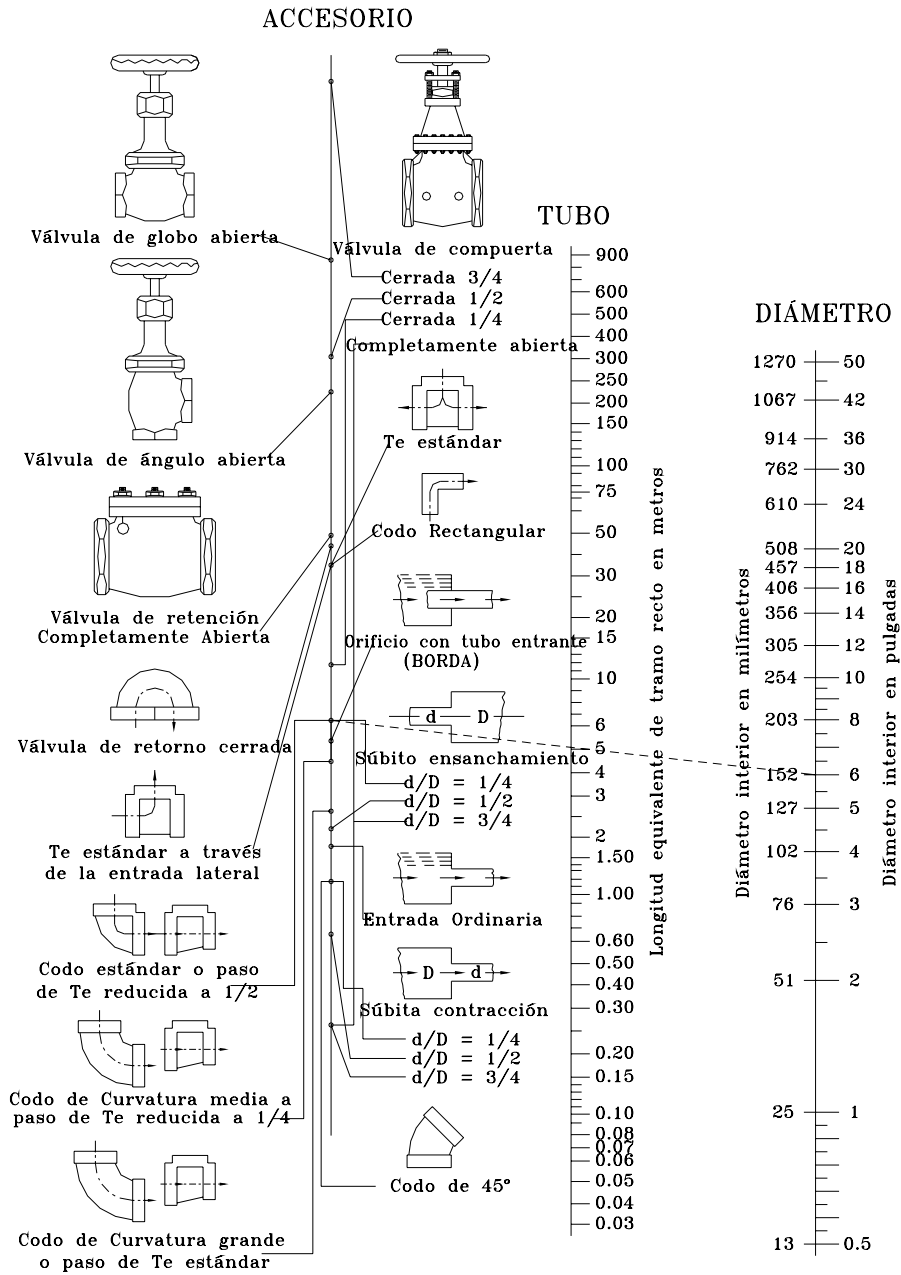 ACCESORIO
Válvula de globo abierta
Válvula de ángulo abierta
Válvula de retención
Completamente Abierta
Válvula de retorno cerrada
Te estándar a través
de la entrada lateral
Codo estándar o paso
de Te reducida a 1/2
Codo de Curvatura media a
paso de Te reducida a 1/4
Codo de Curvatura grande
o paso de Te estándar
Válvula de compuerta
Cerrada 3/4
Cerrada 1/2
Cerrada 1/4
Completamente abierta
Te estándar
Codo Rectangular
Orificio con tubo entrante
(BORDA)
d D
Súbito ensanchamiento
d/D = 1/4
d/D = 1/2
d/D = 3/4
Entrada Ordinaria
D d
Súbita contracción
d/D = 1/4
d/D = 1/2
d/D = 3/4
Codo de 45°
TUBO
900
600
500
400
300
250
200
150
100
75
50
30
20
15
10
6
5
4
3
2
1.50
1.00
0.60
0.50
0.40
0.30
0.20
0.15
0.10
0.08
0.07
0.06
0.05
0.04
0.03
Longitud equivalente de tramo recto en metros
DIÁMETRO
Diámetro interior en milímetros
1270 50
1067 42
914 36
762 30
610 24
508 20
457 18
406 16
356 14
305 12
254 10
203 8
152 6
127 5
102 4
76 3
51 2
25 1
13 0.5
Diámetro interior en pulgadas